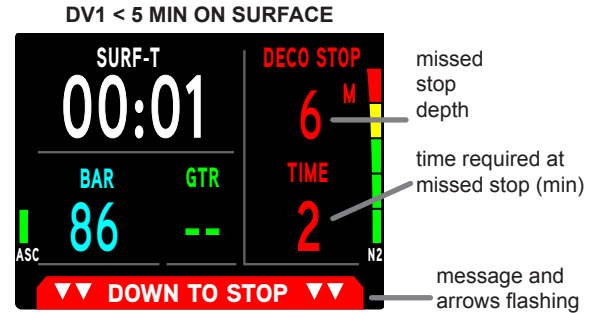 DV1 < 5 MIN ON SURFACE
SURF-T
00:01
DECO STOP
6 M
BAR
86
GTR
--
TIME
2
ASC
N2
▼▼ DOWN TO STOP ▼▼
missed
stop
depth
time required at
missed stop (min)
message and
arrows flashing